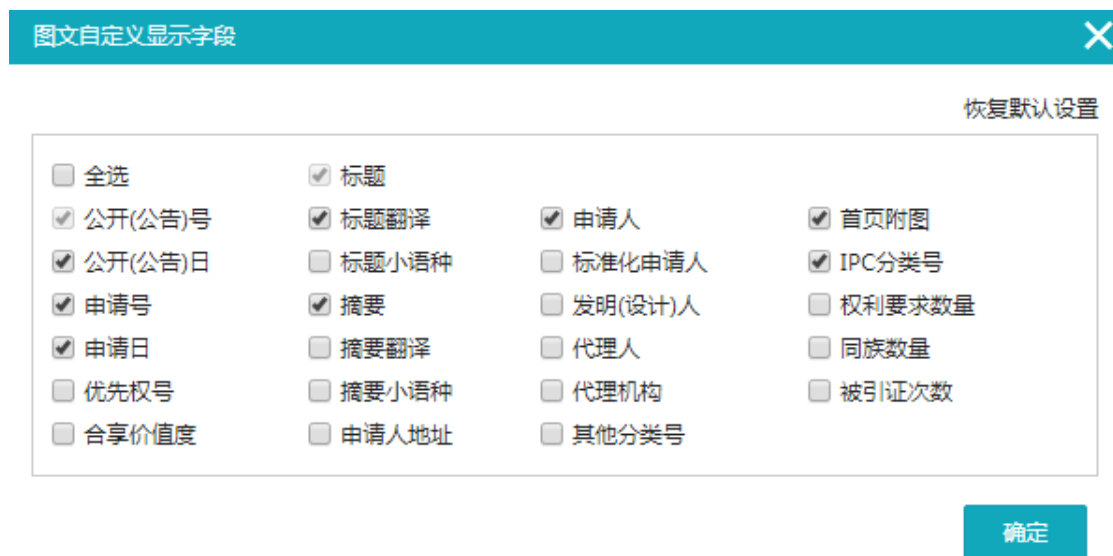 图文自定义显示字段
恢复默认设置
全选 标题
公开(公告)号 标题翻译 申请人 首页附图
公开(公告)日 标题小语种 标准化申请人 IPC分类号
申请号 摘要 发明(设计)人 权利要求数量
申请日 摘要翻译 代理人 同族数量
优先权号 摘要小语种 代理机构 被引证次数
合享价值度 申请人地址 其他分类号
确定